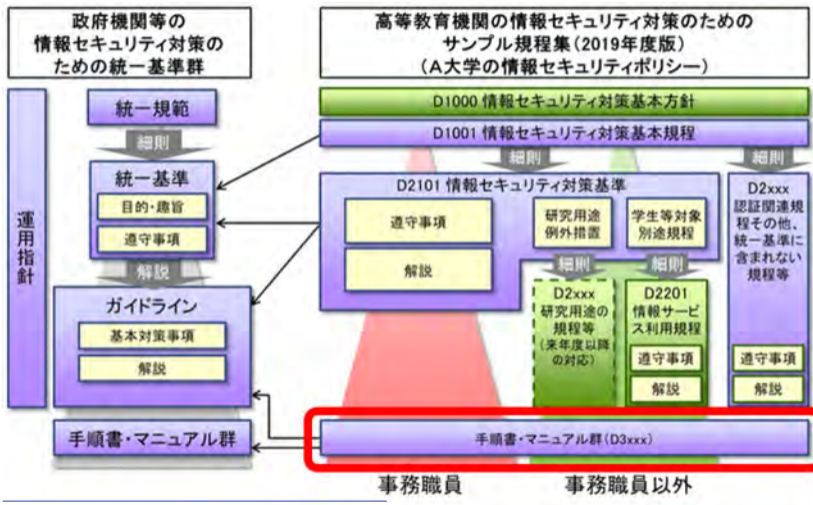 政府機関等の
情報セキュリティ対策の
ための統一基準群
高等教育機関の情報セキュリティ対策のための
サンプル規程集(2019年度版)
(A大学の情報セキュリティポリシー)
運用指針
統一規範
細則
統一基準
目的・趣旨
遵守事項
解説
ガイドライン
基本対策事項
解説
手順書・マニュアル群
D1000 情報セキュリティ対策基本方針
D1001 情報セキュリティ対策基本規程
細則
細則
D2101 情報セキュリティ対策基準
遵守事項
解説
研究用途
例外措置
学生等対象
別途規程
細則
細則
D2xxx
研究用途の
規程等
(来年度以降
の対応)
D2201
情報サービ
ス利用規程
遵守事項
解説
D2xxx
認証関連規
程その他、
統一基準に
含まれない
規程等
遵守事項
解説
手順書・マニュアル群(D3xxx)
事務職員
事務職員以外